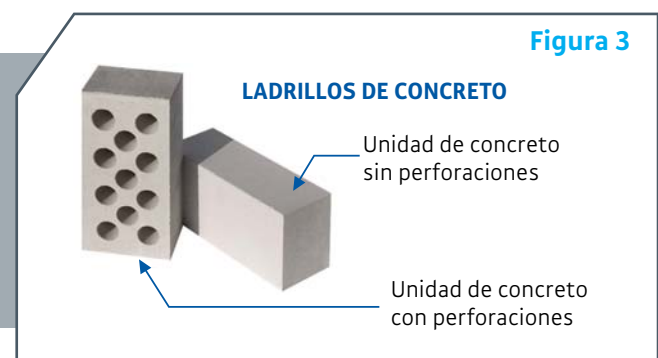 Figura 3
LADRILLOS DE CONCRETO
Unidad de concreto
sin perforaciones
Unidad de concreto
con perforaciones